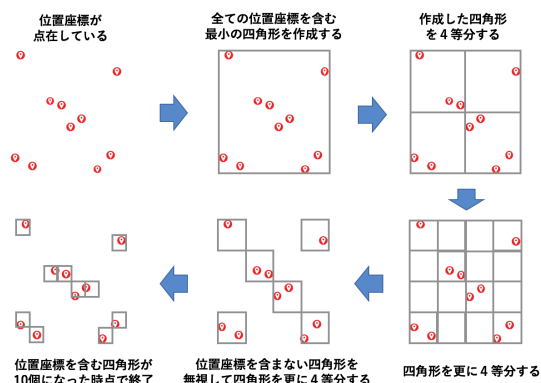 位置座標が
点在している
全ての位置座標を含む
最小の四角形を作成する
作成した四角形
を4等分する
四角形を更に4等分する
位置座標を含まない四角形を
無視して四角形を更に4等分する
位置座標を含む四角形が
10個になった時点で終了